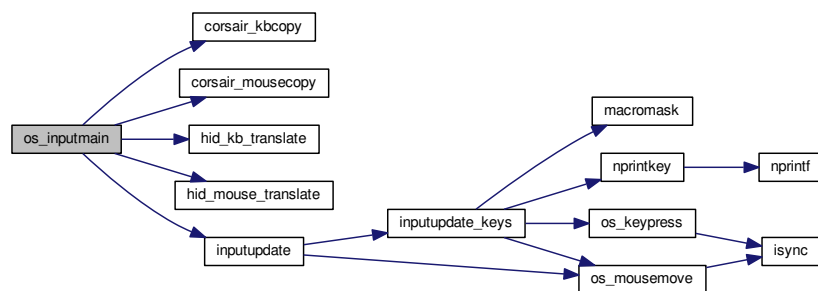 corsair_kbcopy
corsair_mousecopy
macromask
os_inputmain
hid_kb_translate
nprintkey
nprintf
hid_mouse_translate
inputupdate_keys
os_keypress
inputupdate
isync
os_mousemove